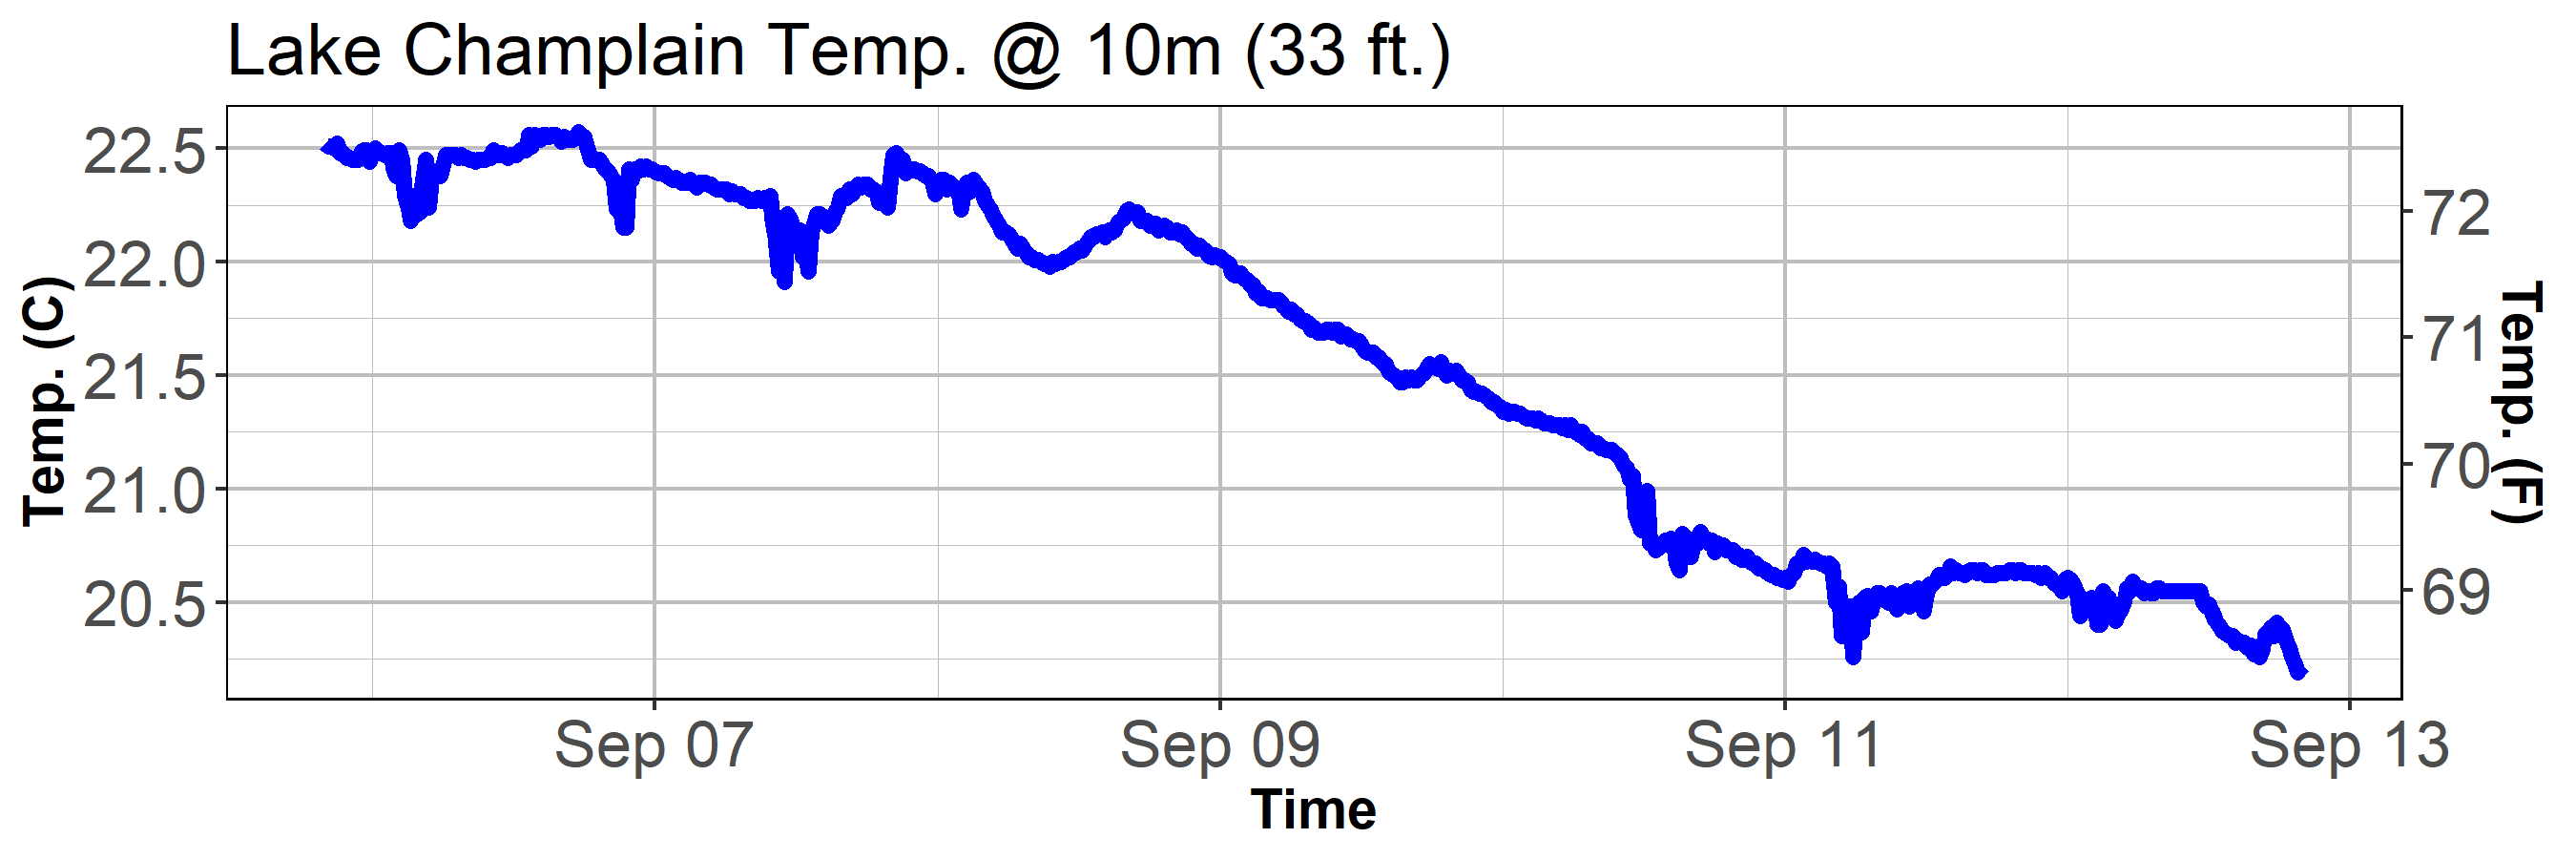 Lake Champlain Temp. @ 10m (33 ft.)
Temp. (C)
22.5
22.0
21.5
21.0
20.5
72
71
70
69
Temp. (F)
Sep 07
Sep 09
Sep 11
Sep 13
Time